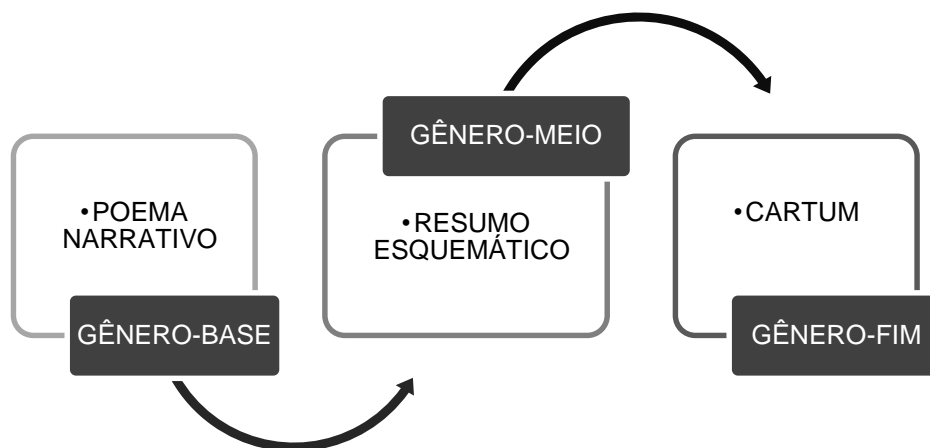 •POEMA
NARRATIVO
GÊNERO-BASE
GÊNERO-MEIO
•RESUMO
ESQUEMÁTICO
•CARTUM
GÊNERO-FIM